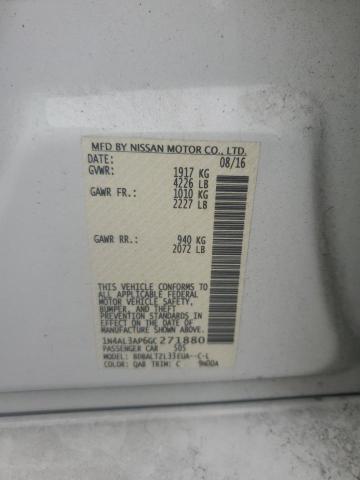 MFD BY NISSAN MOTOR CO., LTD.
DATE: 08/16
GVWR: 1917 KG
4226 LB
GAWR FR.: 1010 KG
2227 LB
GAWR RR.: 940 KG
2072 LB
THIS VEHICLE CONFORMS TO ALL
APPLICABLE FEDERAL
MOTOR VEHICLE SAFETY,
BUMPER, AND THEFT
PREVENTION STANDARDS IN
EFFECT ON THE DATE OF
MANUFACTURE SHOWN ABOVE.
1N4AL3AP6GC271880
PASSENGER CAR 505
MODEL: BDBALTZL33EUA--C-L
COLOR: QAB TRIM: C